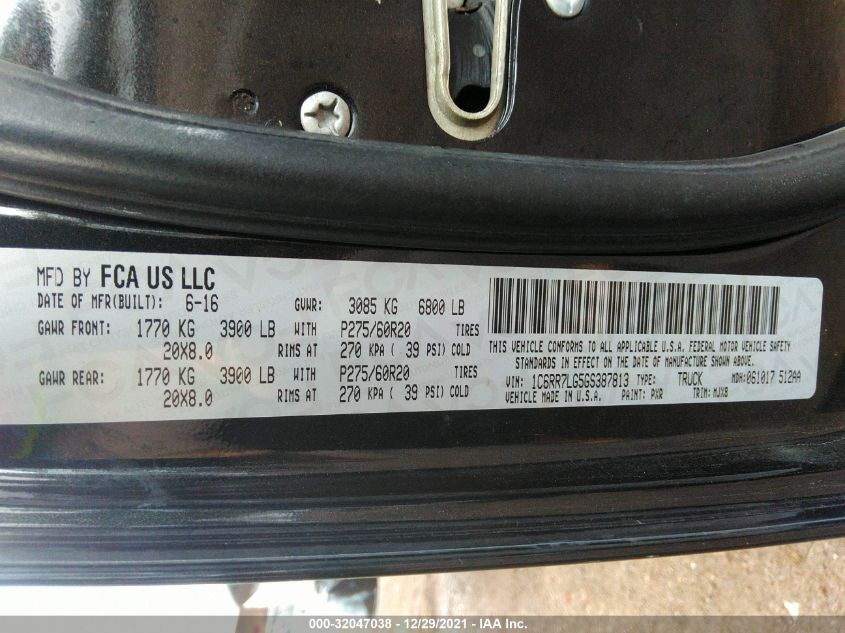 MFD BY FCA US LLC
DATE OF MFR(BUILT): 6-16 GVWR: 3085 KG 6800 LB
GAWR FRONT: 1770 KG 3900 LB WITH P275/60R20 TIRES
20X8.0 RIMS AT 270 KPA ( 39 PSI) COLD
GAWR REAR: 1770 KG 3900 LB WITH P275/60R20 TIRES
20X8.0 RIMS AT 270 KPA ( 39 PSI) COLD
THIS VEHICLE CONFORMS TO ALL APPLICABLE U.S.A. FEDERAL MOTOR VEHICLE SAFETY
STANDARDS IN EFFECT ON THE DATE OF MANUFACTURE SHOWN ABOVE.
VIN: 1C6RR7LG5GS387813 TYPE: TRUCK MDH: 061017 512AA
VEHICLE MADE IN U.S.A. PAINT: PXR TRIM: MJX8
000-32047038 - 12/29/2021 - IAA Inc.